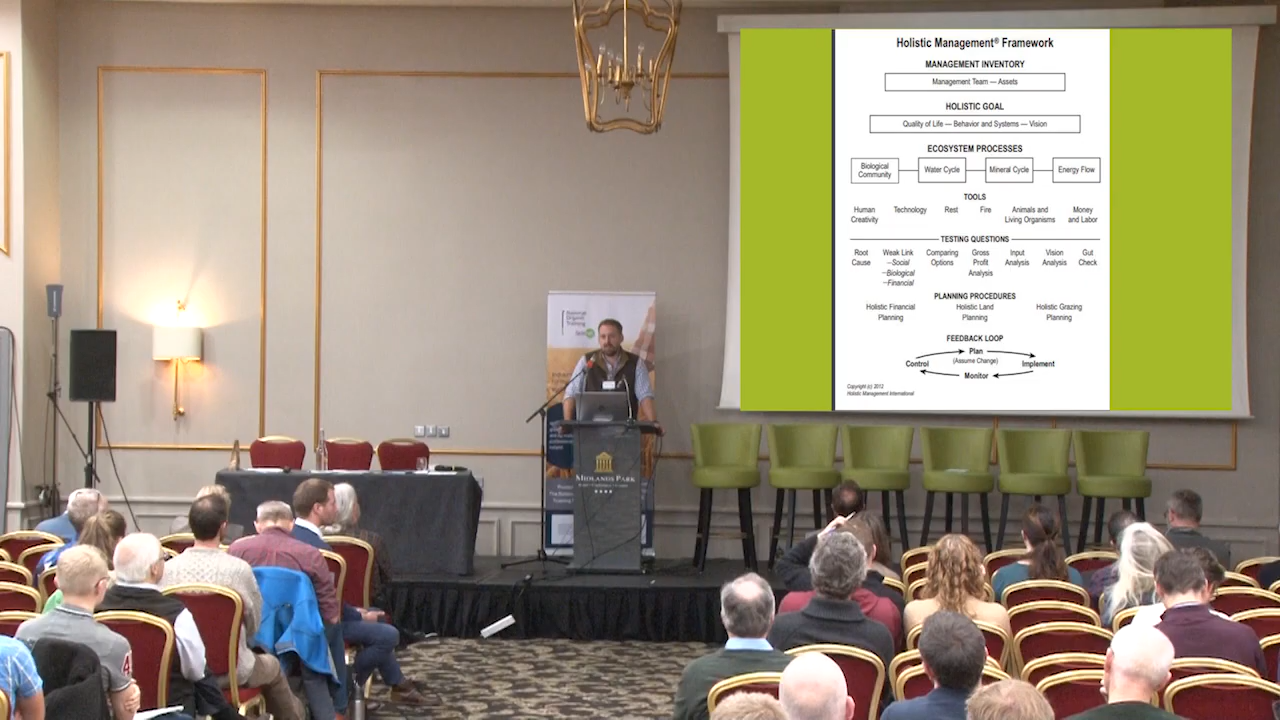 Holistic Management® Framework
MANAGEMENT INVENTORY
Management Team — Assets
HOLISTIC GOAL
Quality of Life — Behavior and Systems — Vision
ECOSYSTEM PROCESSES
Biological Community
Water Cycle
Mineral Cycle
Energy Flow
TOOLS
Human Creativity
Technology
Rest
Fire
Animals and Living Organisms
Money and Labor
TESTING QUESTIONS
Root Cause
Weak Link
–Social
–Biological
–Financial
Comparing Options
Gross Profit Analysis
Input Analysis
Vision Analysis
Gut Check
PLANNING PROCEDURES
Holistic Financial Planning
Holistic Land Planning
Holistic Grazing Planning
FEEDBACK LOOP
Plan
(Assume Change)
Control
Implement
Monitor
Copyright (c) 2012
Holistic Management International
National
Organic
Training
MIDLANDS PARK
4